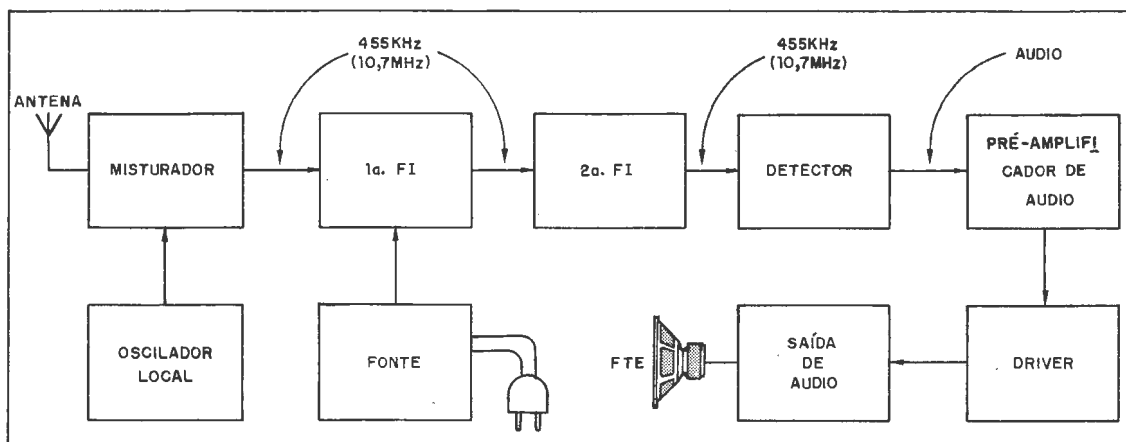 455KHz
(10,7MHz)
455KHz
(10,7MHz)
AUDIO
ANTENA
MISTURADOR
1a. FI
2a. FI
DETECTOR
PRÉ-AMPLIFI
CADOR DE
AUDIO
OSCILADOR
LOCAL
FONTE
FTE
SAÍDA
DE
AUDIO
DRIVER